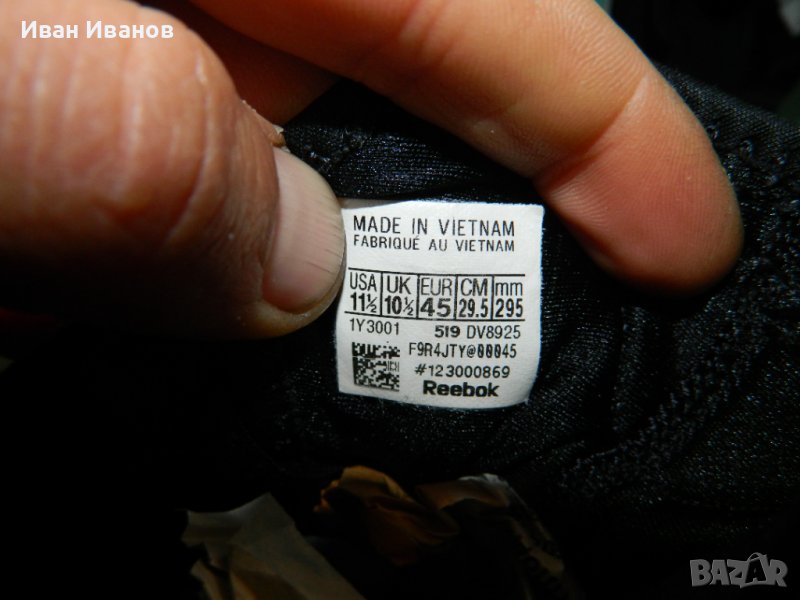 Иван Иванов
MADE IN VIETNAM
FABRIQUÉ AU VIETNAM
USA UK EUR CM mm
11½ 10½ 45 29.5 295
1Y3001 519 DV8925
F9R4JTY@00045
#123000869
Reebok
BAZAR